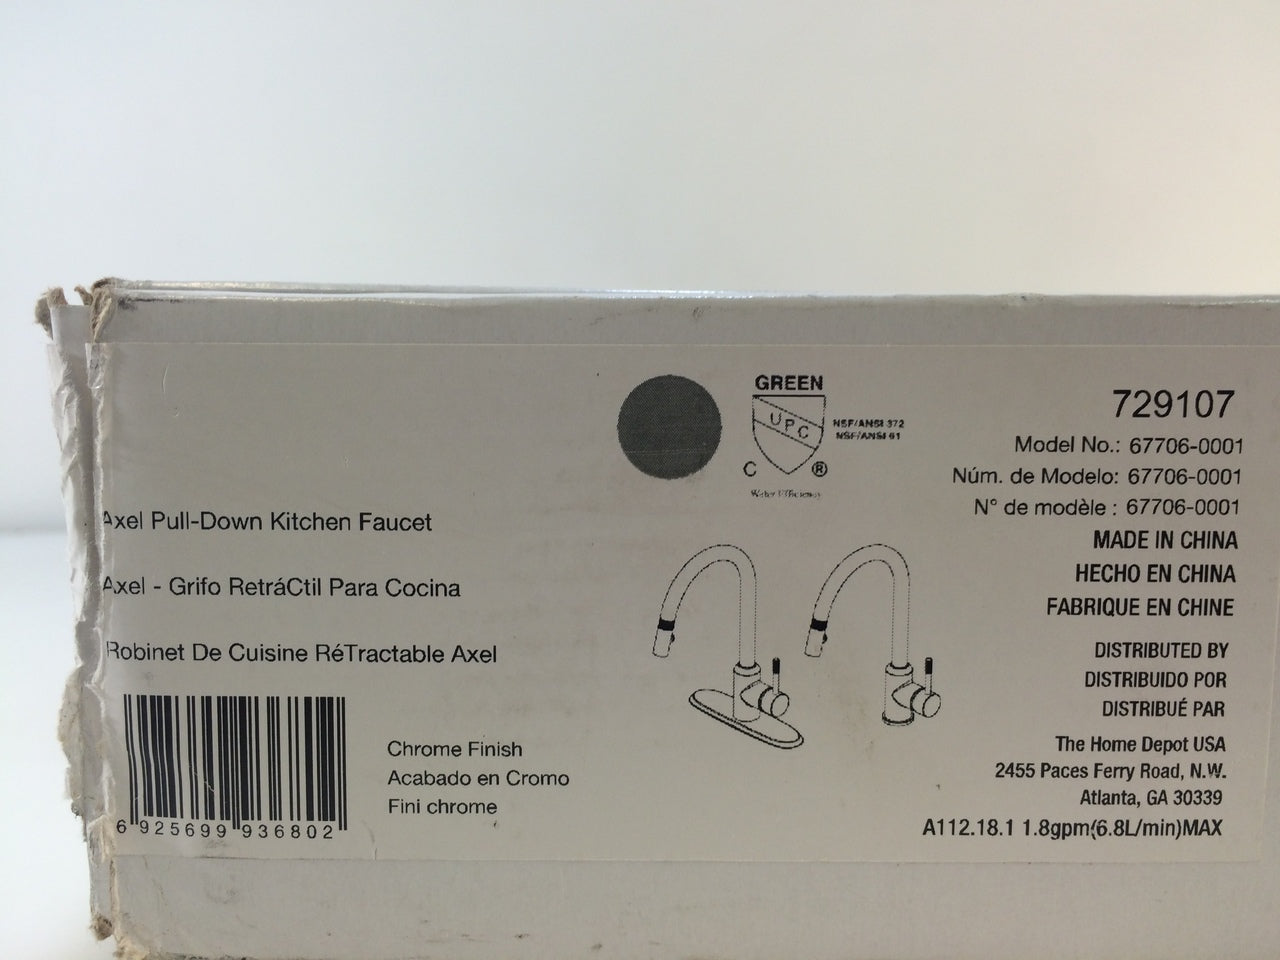 GREEN
UPC
C ®
NSF/ANSI 372
NSF/ANSI 61
Water Efficiency
729107
Model No.: 67706-0001
Núm. de Modelo: 67706-0001
N° de modèle : 67706-0001
MADE IN CHINA
HECHO EN CHINA
FABRIQUE EN CHINE
DISTRIBUTED BY
DISTRIBUIDO POR
DISTRIBUÉ PAR
The Home Depot USA
2455 Paces Ferry Road, N.W.
Atlanta, GA 30339
A112.18.1 1.8gpm(6.8L/min)MAX
Axel Pull-Down Kitchen Faucet
Axel - Grifo RetráCtil Para Cocina
Robinet De Cuisine RéTractable Axel
Chrome Finish
Acabado en Cromo
Fini chrome
6 925699 936802